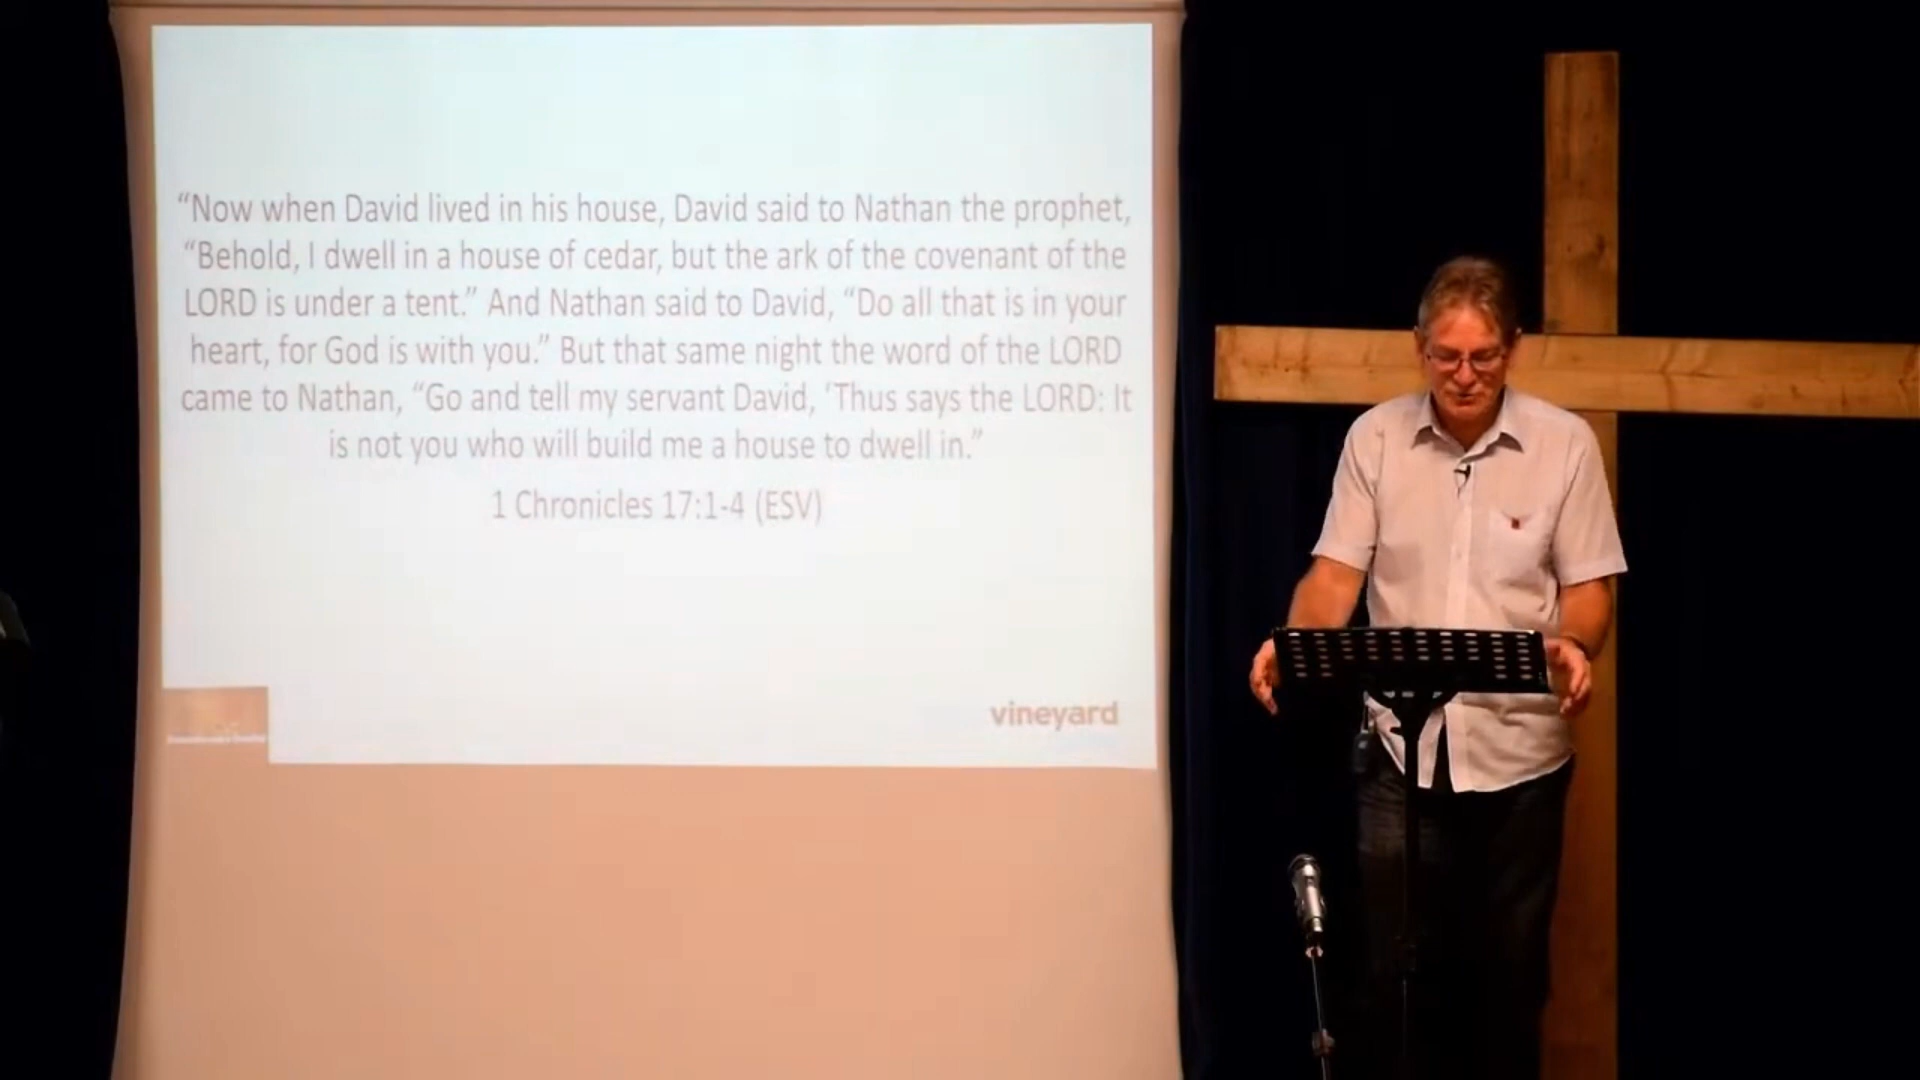 “Now when David lived in his house, David said to Nathan the prophet,
“Behold, I dwell in a house of cedar, but the ark of the covenant of the
LORD is under a tent.” And Nathan said to David, “Do all that is in your
heart, for God is with you.” But that same night the word of the LORD
came to Nathan, “Go and tell my servant David, ‘Thus says the LORD: It
is not you who will build me a house to dwell in.”
1 Chronicles 17:1-4 (ESV)
vineyard